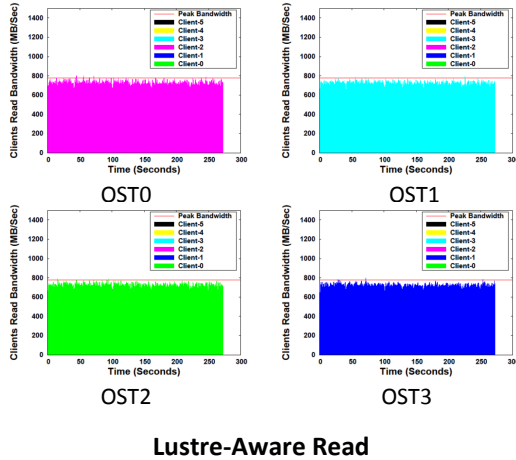 Clients Read Bandwidth (MB/Sec)
1400
1200
1000
800
600
400
200
0
Peak Bandwidth
Client-5
Client-4
Client-3
Client-2
Client-1
Client-0
0 50 100 150 200 250 300
Time (Seconds)
OST0
Clients Read Bandwidth (MB/Sec)
1400
1200
1000
800
600
400
200
0
Peak Bandwidth
Client-5
Client-4
Client-3
Client-2
Client-1
Client-0
0 50 100 150 200 250 300
Time (Seconds)
OST1
Clients Read Bandwidth (MB/Sec)
1400
1200
1000
800
600
400
200
0
Peak Bandwidth
Client-5
Client-4
Client-3
Client-2
Client-1
Client-0
0 50 100 150 200 250 300
Time (Seconds)
OST2
Clients Read Bandwidth (MB/Sec)
1400
1200
1000
800
600
400
200
0
Peak Bandwidth
Client-5
Client-4
Client-3
Client-2
Client-1
Client-0
0 50 100 150 200 250 300
Time (Seconds)
OST3
Lustre-Aware Read